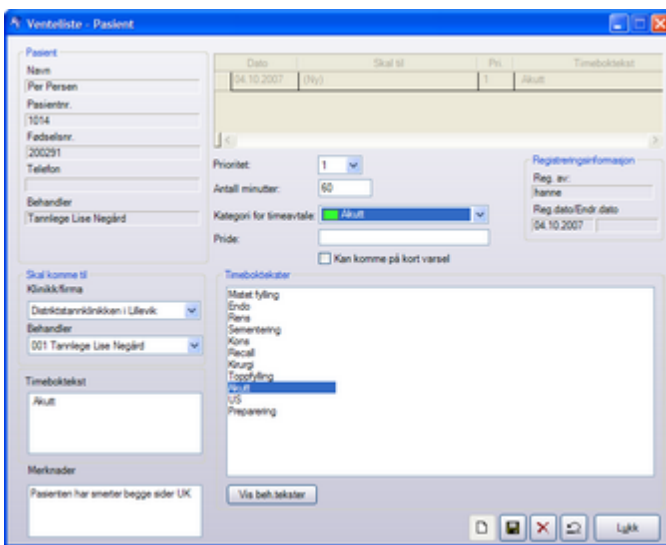 Venteliste - Pasient
Pasient
Navn
Per Persen
Pasientnr.
1014
Fødselsnr.
200291
Telefon
Behandler
Tannlege Lise Negård
Dato Skal til Pri. Timeboktekst
04.10.2007 (Ny) 1 Akutt
Prioritet: 1
Antall minutter: 60
Kategori for timeavtale: Akutt
Pride:
Kan komme på kort varsel
Registreringsinformasjon
Reg. av:
hanne
Reg.dato/Endr.dato
04.10.2007
Skal komme til
Klinikk/firma
Distriktstannklinikken i Lillevik
Behandler
001 Tannlege Lise Negård
Timeboktekst
Akutt
Merknader
Pasienten har smerter begge sider UK
Timeboktekster
Matet fylling
Endo
Rens
Sementering
Kons
Recall
Kirurgi
Toppfylling
Akutt
US
Preparering
Vis beh.tekster
Lukk